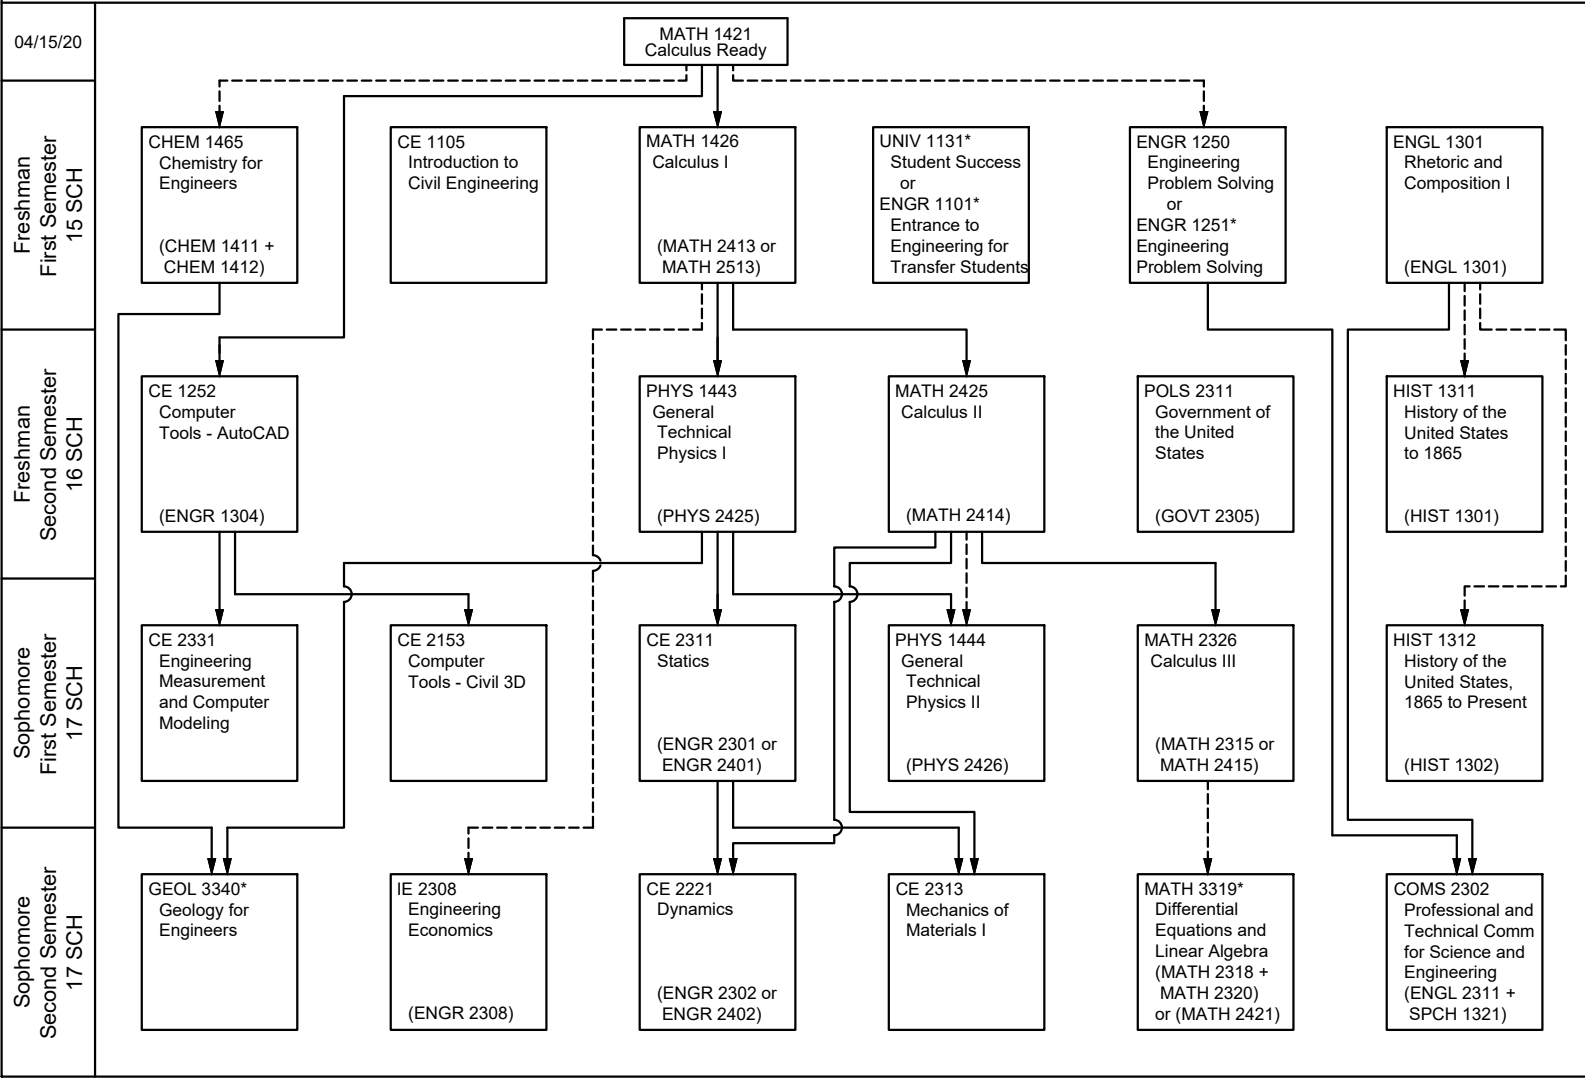 04/15/20
MATH 1421
Calculus Ready
Freshman
First Semester
15 SCH
CHEM 1465
Chemistry for
Engineers
(CHEM 1411 +
CHEM 1412)
CE 1105
Introduction to
Civil Engineering
MATH 1426
Calculus I
(MATH 2413 or
MATH 2513)
UNIV 1131*
Student Success
or
ENGR 1101*
Entrance to
Engineering for
Transfer Students
ENGR 1250
Engineering
Problem Solving
or
ENGR 1251*
Engineering
Problem Solving
ENGL 1301
Rhetoric and
Composition I
(ENGL 1301)
Freshman
Second Semester
16 SCH
CE 1252
Computer
Tools - AutoCAD
(ENGR 1304)
PHYS 1443
General
Technical
Physics I
(PHYS 2425)
MATH 2425
Calculus II
(MATH 2414)
POLS 2311
Government of
the United
States
(GOVT 2305)
HIST 1311
History of the
United States
to 1865
(HIST 1301)
Sophomore
First Semester
17 SCH
CE 2331
Engineering
Measurement
and Computer
Modeling
CE 2153
Computer
Tools - Civil 3D
CE 2311
Statics
(ENGR 2301 or
ENGR 2401)
PHYS 1444
General
Technical
Physics II
(PHYS 2426)
MATH 2326
Calculus III
(MATH 2315 or
MATH 2415)
HIST 1312
History of the
United States,
1865 to Present
(HIST 1302)
Sophomore
Second Semester
17 SCH
GEOL 3340*
Geology for
Engineers
IE 2308
Engineering
Economics
(ENGR 2308)
CE 2221
Dynamics
(ENGR 2302 or
ENGR 2402)
CE 2313
Mechanics of
Materials I
MATH 3319*
Differential
Equations and
Linear Algebra
(MATH 2318 +
MATH 2320)
or (MATH 2421)
COMS 2302
Professional and
Technical Comm
for Science and
Engineering
(ENGL 2311 +
SPCH 1321)